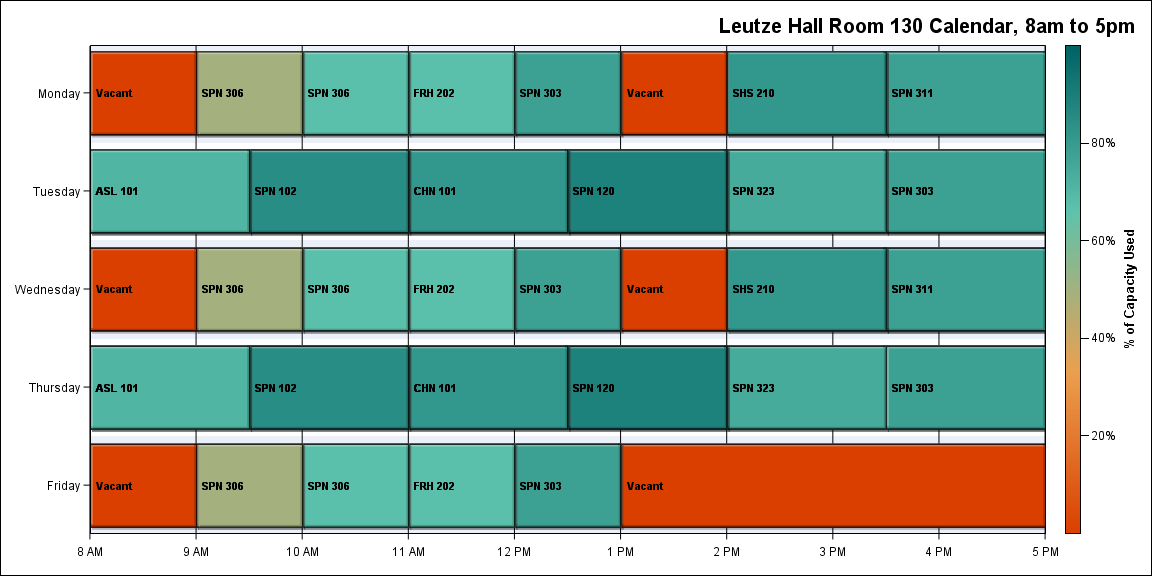 Leutze Hall Room 130 Calendar, 8am to 5pm
Monday
Vacant
SPN 306
SPN 306
FRH 202
SPN 303
Vacant
SHS 210
SPN 311
Tuesday
ASL 101
SPN 102
CHN 101
SPN 120
SPN 323
SPN 303
Wednesday
Vacant
SPN 306
SPN 306
FRH 202
SPN 303
Vacant
SHS 210
SPN 311
Thursday
ASL 101
SPN 102
CHN 101
SPN 120
SPN 323
SPN 303
Friday
Vacant
SPN 306
SPN 306
FRH 202
SPN 303
Vacant
8 AM
9 AM
10 AM
11 AM
12 PM
1 PM
2 PM
3 PM
4 PM
5 PM
80%
60%
40%
20%
% of Capacity Used